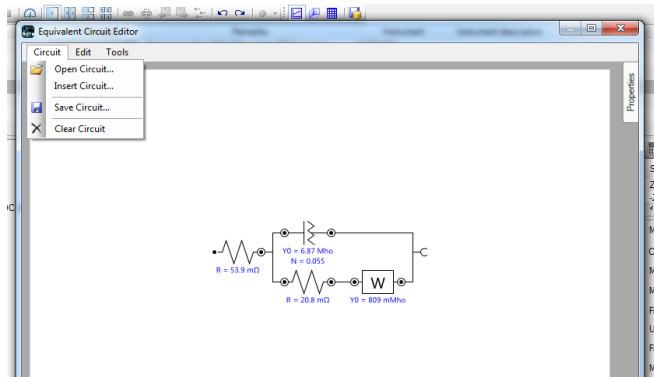 Equivalent Circuit Editor
Circuit Edit Tools
Open Circuit...
Insert Circuit...
Save Circuit...
Clear Circuit
Properties
Y0 = 6.87 Mho
N = 0.055
R = 53.9 mΩ
W
R = 20.8 mΩ
Y0 = 809 mMho